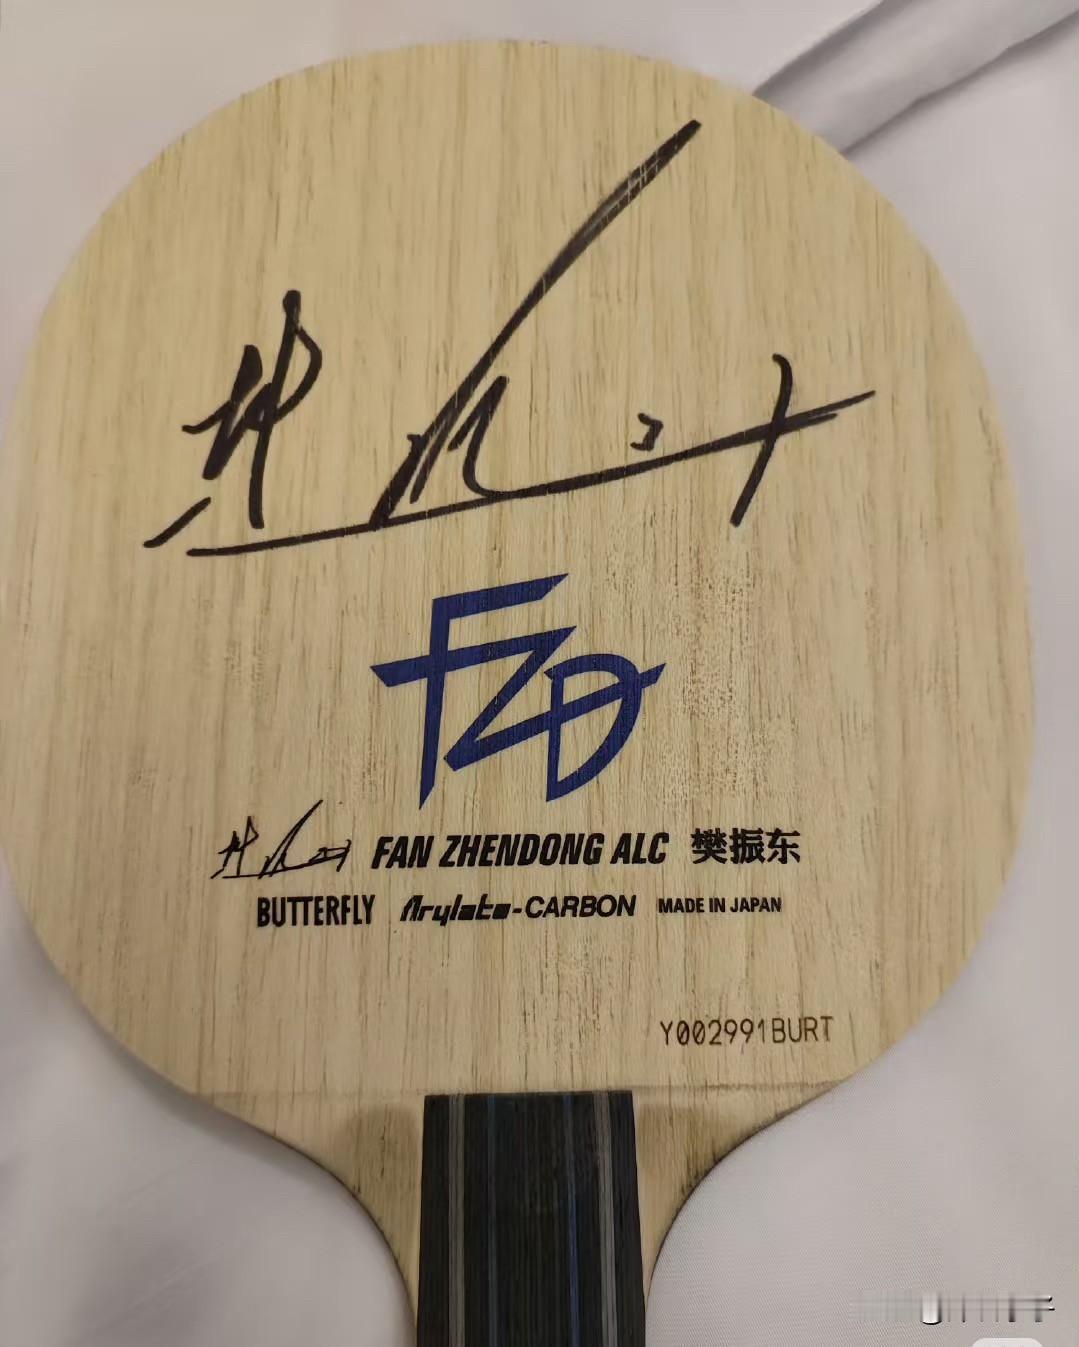 FZD
FAN ZHENDONG ALC 樊振东
BUTTERFLY Arylate-CARBON MADE IN JAPAN
Y002991BURT